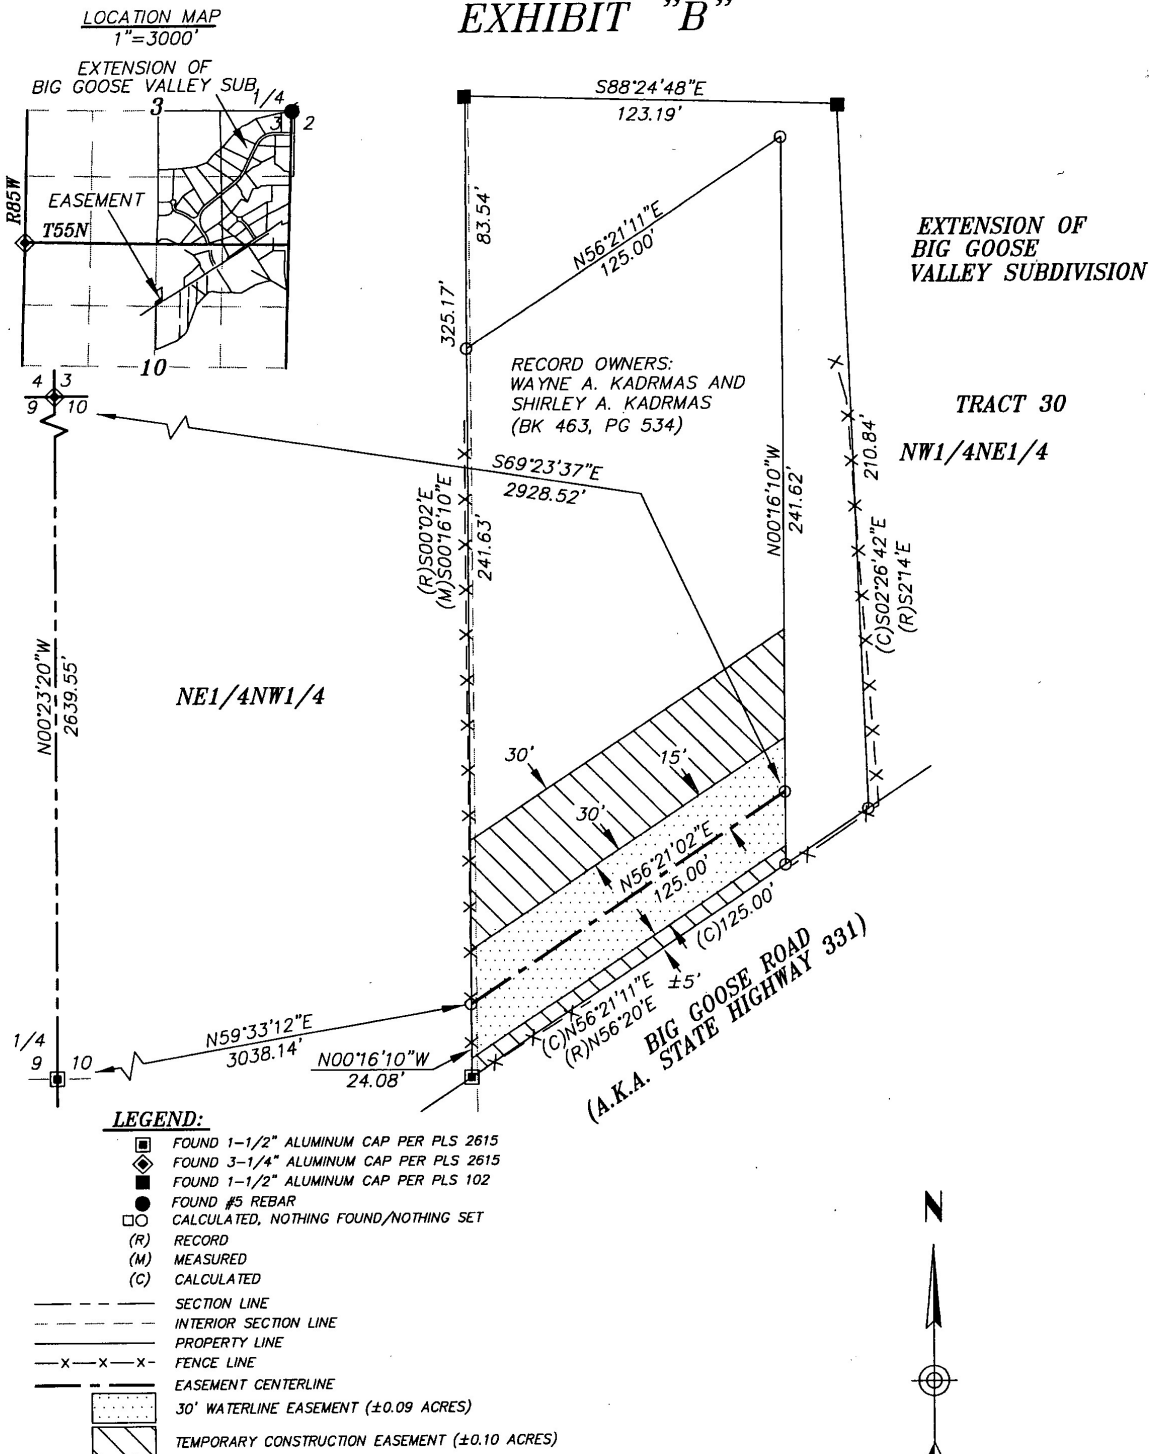 EXHIBIT "B"
LOCATION MAP
1"=3000'
EXTENSION OF
BIG GOOSE VALLEY SUB.
1/4
3
3
2
R85W
EASEMENT
T55N
10
S88°24'48"E
123.19'
83.54'
N56°21'11"E
125.00'
325.17'
EXTENSION OF
BIG GOOSE
VALLEY SUBDIVISION
RECORD OWNERS:
WAYNE A. KADRMAS AND
SHIRLEY A. KADRMAS
(BK 463, PG 534)
4 3
9 10
TRACT 30
NW1/4NE1/4
S69°23'37"E
2928.52'
(R)S00°02'E
(M)S00°16'10"E
241.63'
N00°16'10"W
241.62'
210.84'
(C)S02°26'42"E
(R)S2°14'E
N00°23'20"W
2639.55'
NE1/4NW1/4
30'
15'
30'
N56°21'02"E
125.00'
(C)125.00'
±5'
(C)N56°21'11"E
(R)N56°20'E
BIG GOOSE ROAD
(A.K.A. STATE HIGHWAY 331)
N59°33'12"E
3038.14'
N00°16'10"W
24.08'
1/4
9 10
LEGEND:
FOUND 1-1/2" ALUMINUM CAP PER PLS 2615
FOUND 3-1/4" ALUMINUM CAP PER PLS 2615
FOUND 1-1/2" ALUMINUM CAP PER PLS 102
FOUND #5 REBAR
CALCULATED, NOTHING FOUND/NOTHING SET
(R) RECORD
(M) MEASURED
(C) CALCULATED
SECTION LINE
INTERIOR SECTION LINE
PROPERTY LINE
FENCE LINE
EASEMENT CENTERLINE
30' WATERLINE EASEMENT (±0.09 ACRES)
TEMPORARY CONSTRUCTION EASEMENT (±0.10 ACRES)
N